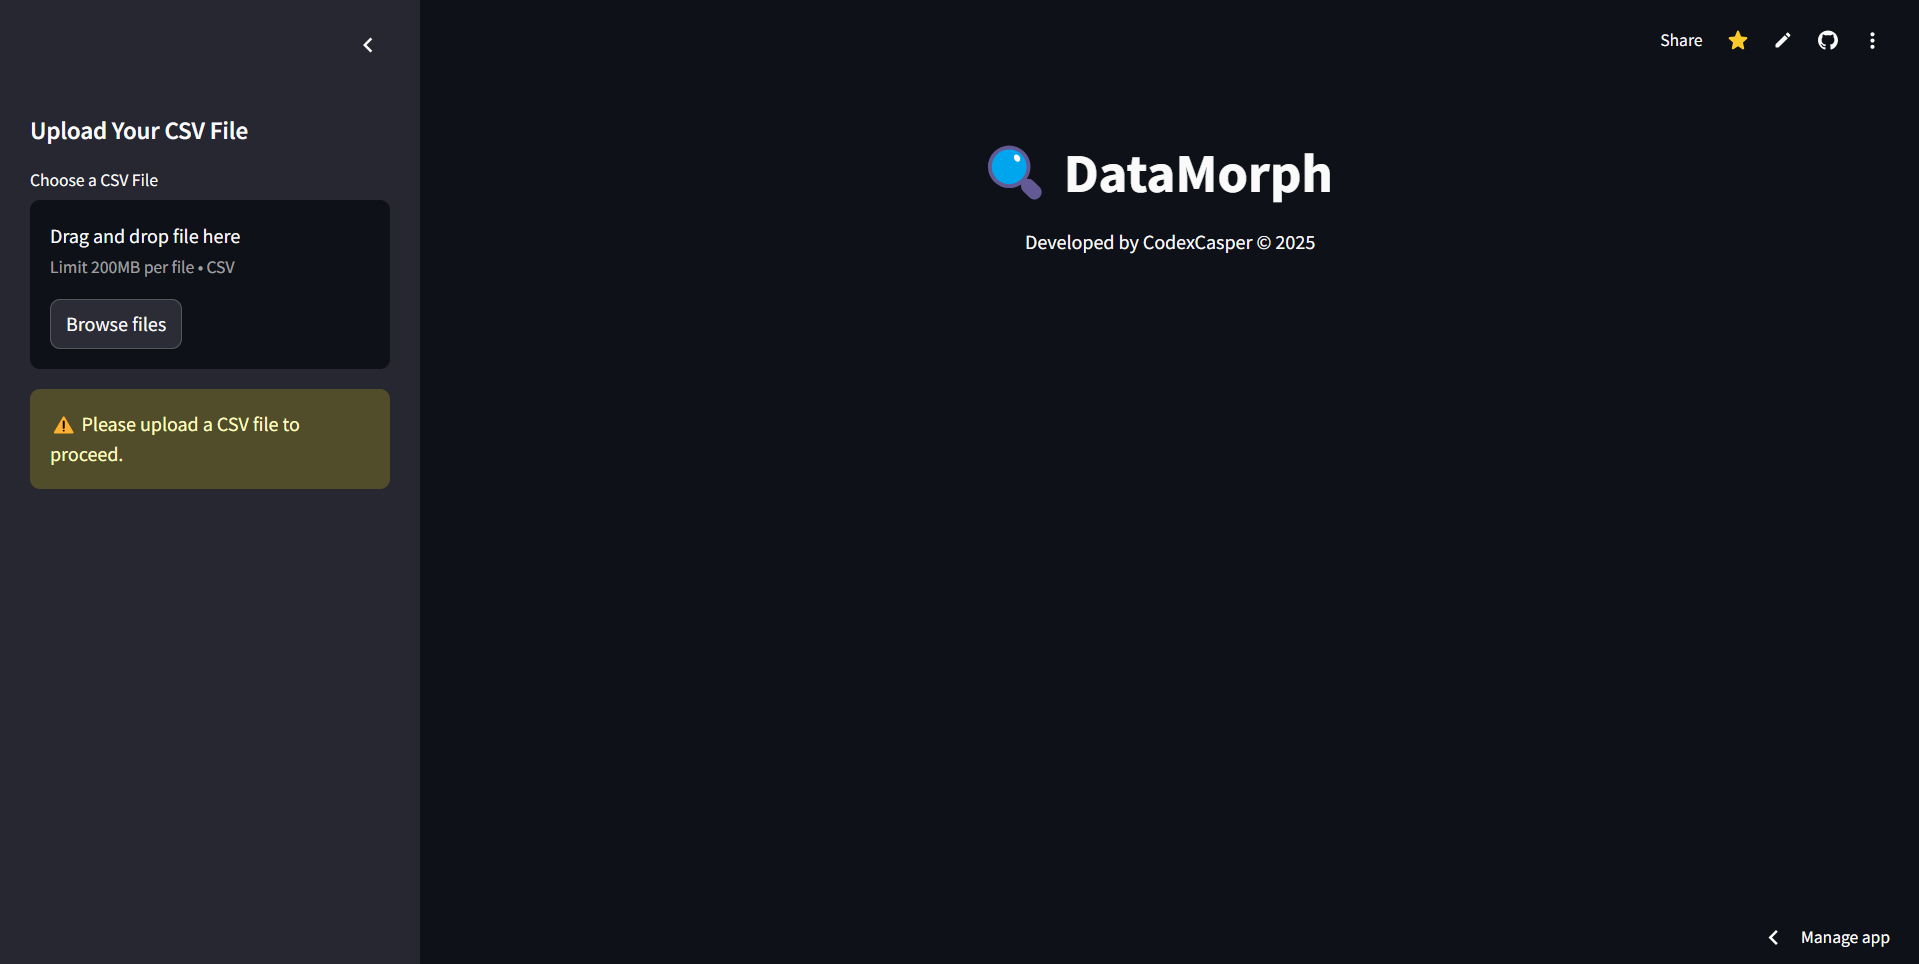 Share
Upload Your CSV File
Choose a CSV File
Drag and drop file here
Limit 200MB per file • CSV
Browse files
Please upload a CSV file to
proceed.
DataMorph
Developed by CodexCasper © 2025
Manage app